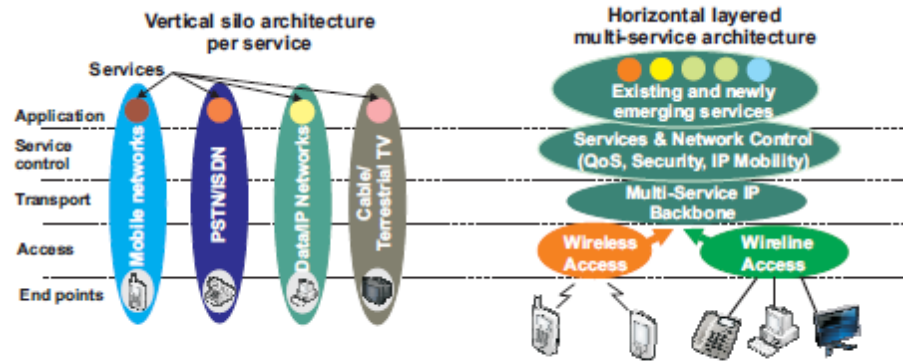 Vertical silo architecture
per service
Services
Application
Service
control
Transport
Access
End points
Mobile networks
PSTN/ISDN
Data/IP Networks
Cable/
Terrestrial TV
Horizontal layered
multi-service architecture
Existing and newly
emerging services
Services & Network Control
(QoS, Security, IP Mobility)
Multi-Service IP
Backbone
Wireless
Access
Wireline
Access